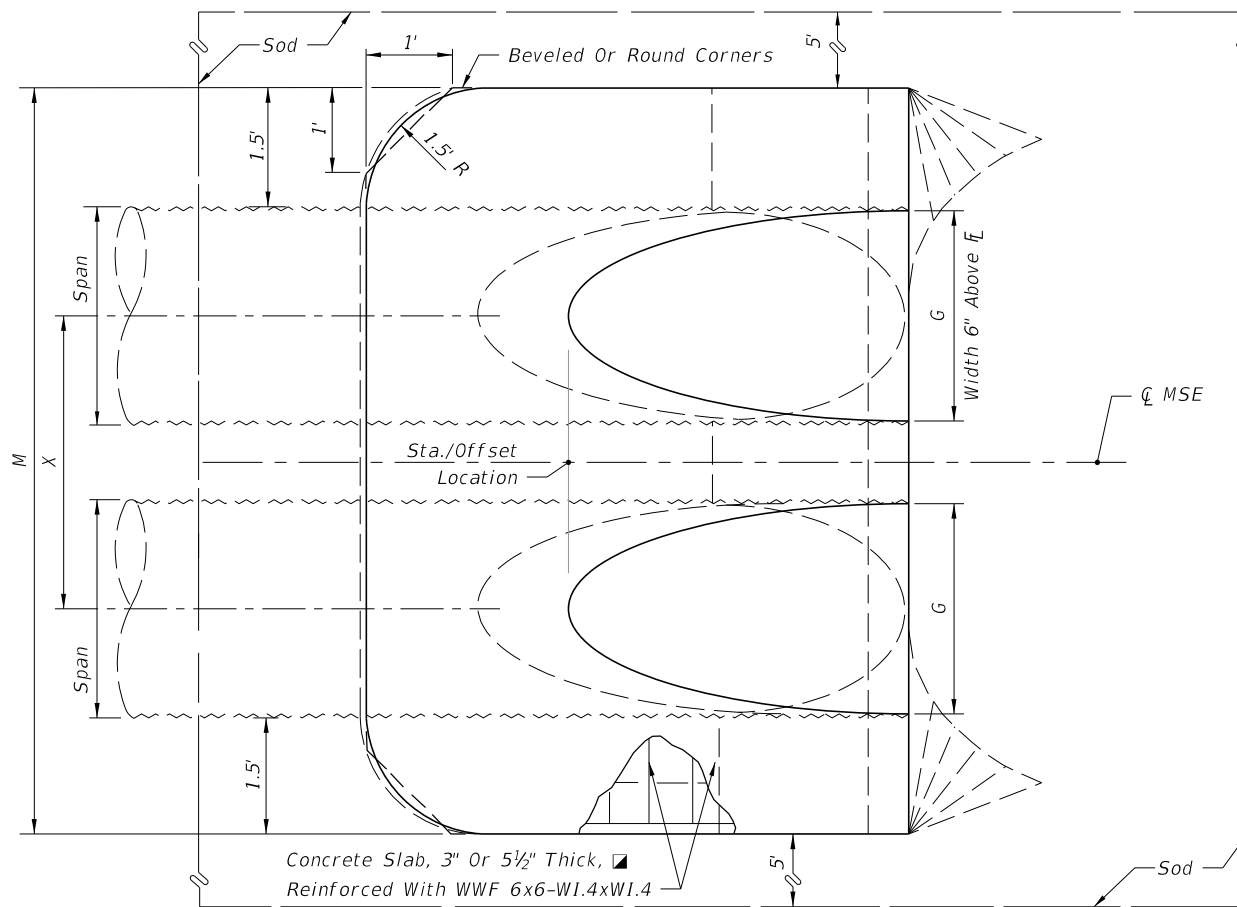 Sod
1'
Beveled Or Round Corners
5'
1.5'
1'
1.5' R
Span
G
Width 6" Above FL
CL MSE
M
X
Sta./Offset
Location
Span
G
1.5'
5'
Concrete Slab, 3" Or 5½" Thick, ◪
Reinforced With WWF 6x6-W1.4xW1.4
Sod